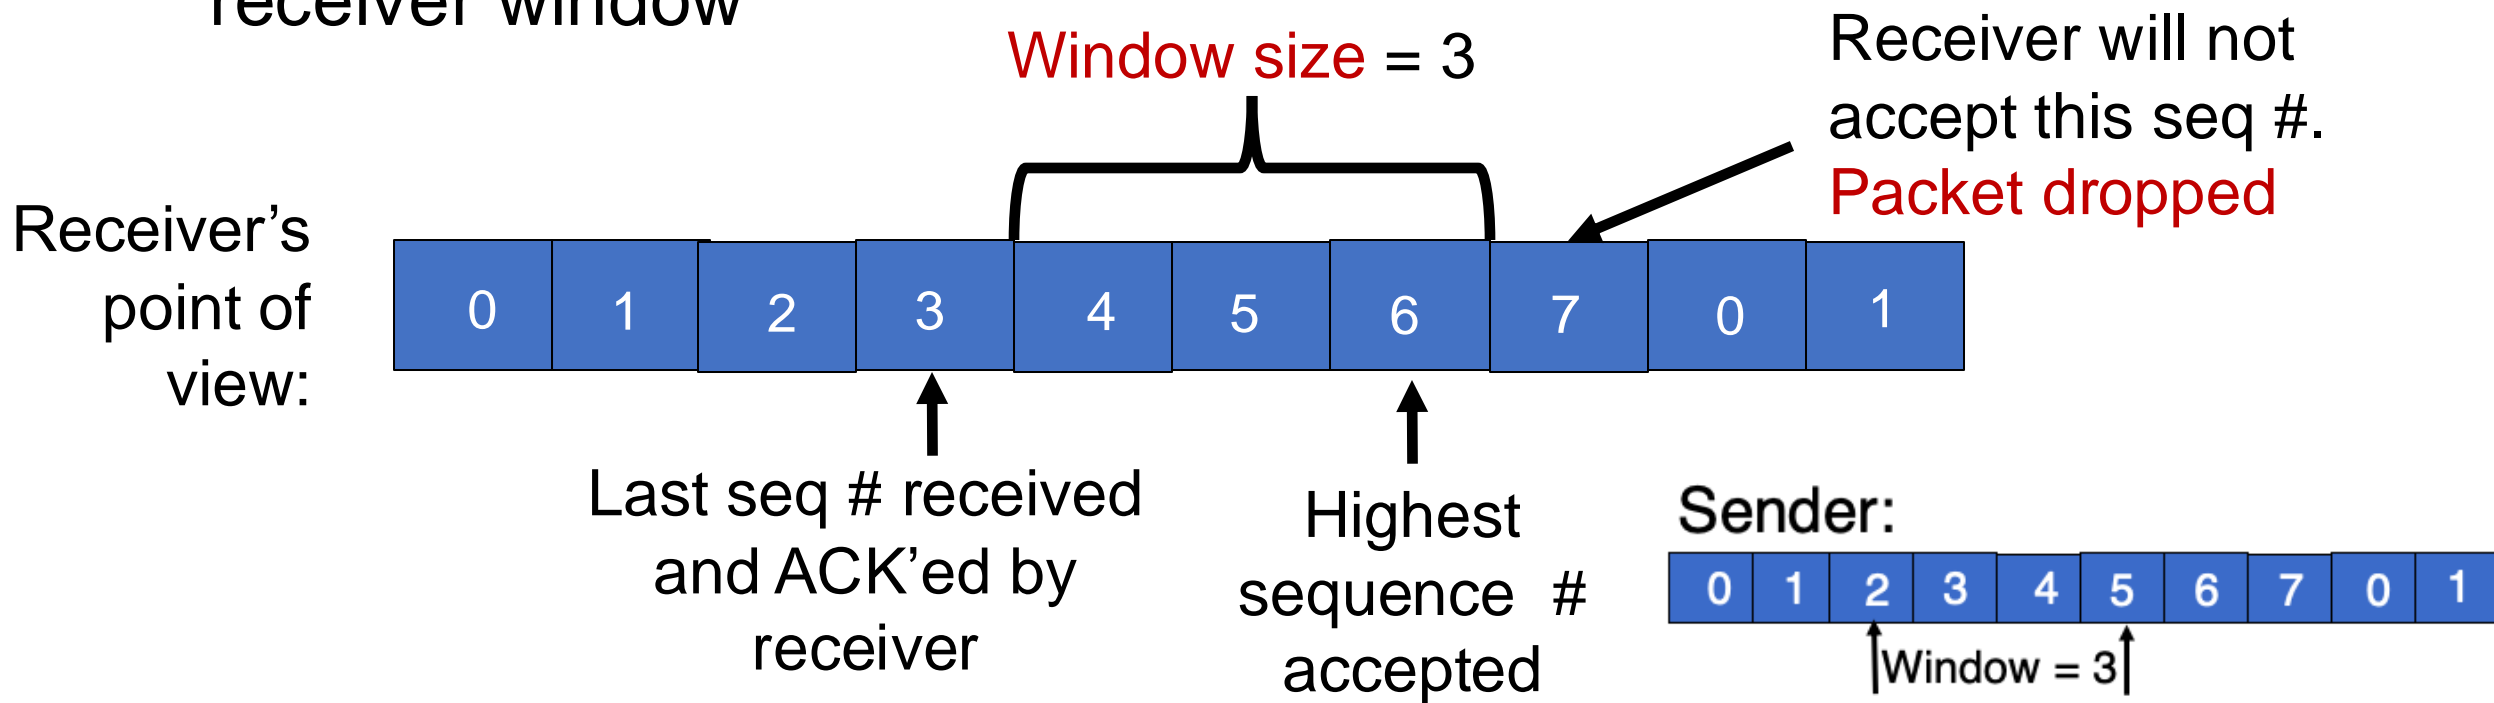 receiver window
Window size = 3
Receiver will not
accept this seq #.
Packet dropped
Receiver’s
point of
view:
0 1 2 3 4 5 6 7 0 1
Last seq # received
and ACK’ed by
receiver
Highest
sequence #
accepted
Sender:
0 1 2 3 4 5 6 7 0 1
Window = 3